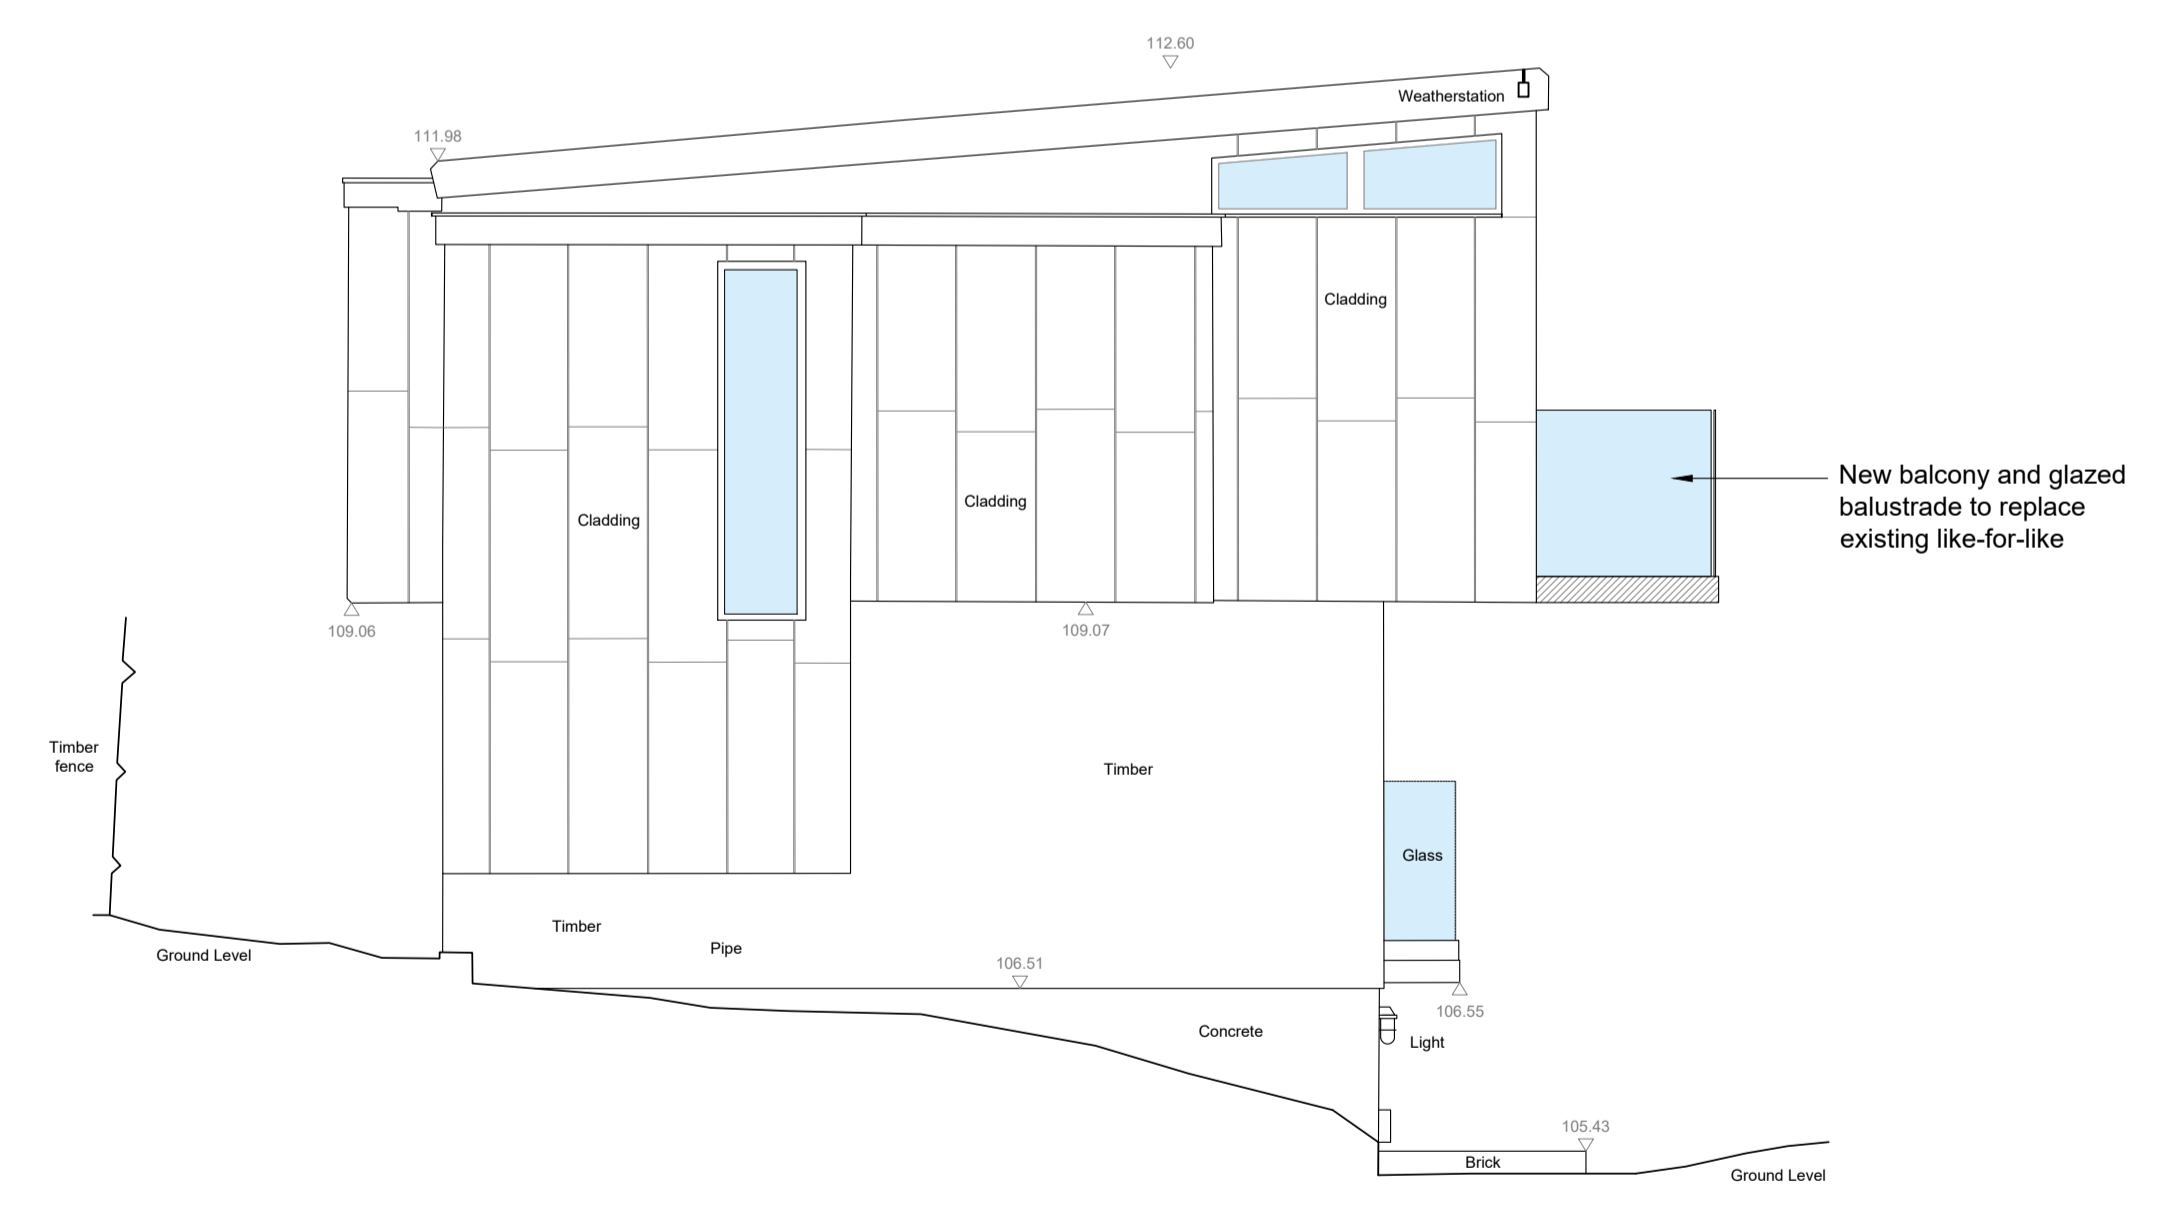 112.60
Weatherstation
111.98
Cladding
New balcony and glazed
balustrade to replace
existing like-for-like
Cladding
Cladding
109.06
109.07
Timber
fence
Timber
Glass
Timber
Pipe
Ground Level
106.51
106.55
Concrete
Light
105.43
Brick
Ground Level